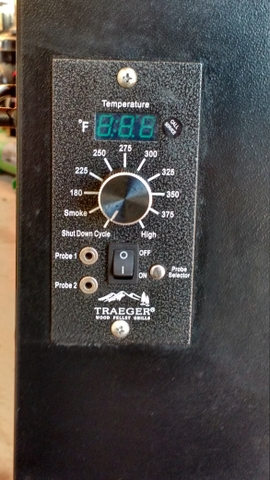 Temperature
°F 8.8.8
275
250 300
225 325
180 350
Smoke 375
Shut Down Cycle High
Probe 1 O OFF
I ON Probe
Selector
Probe 2
TRAEGER®
WOOD PELLET GRILLS